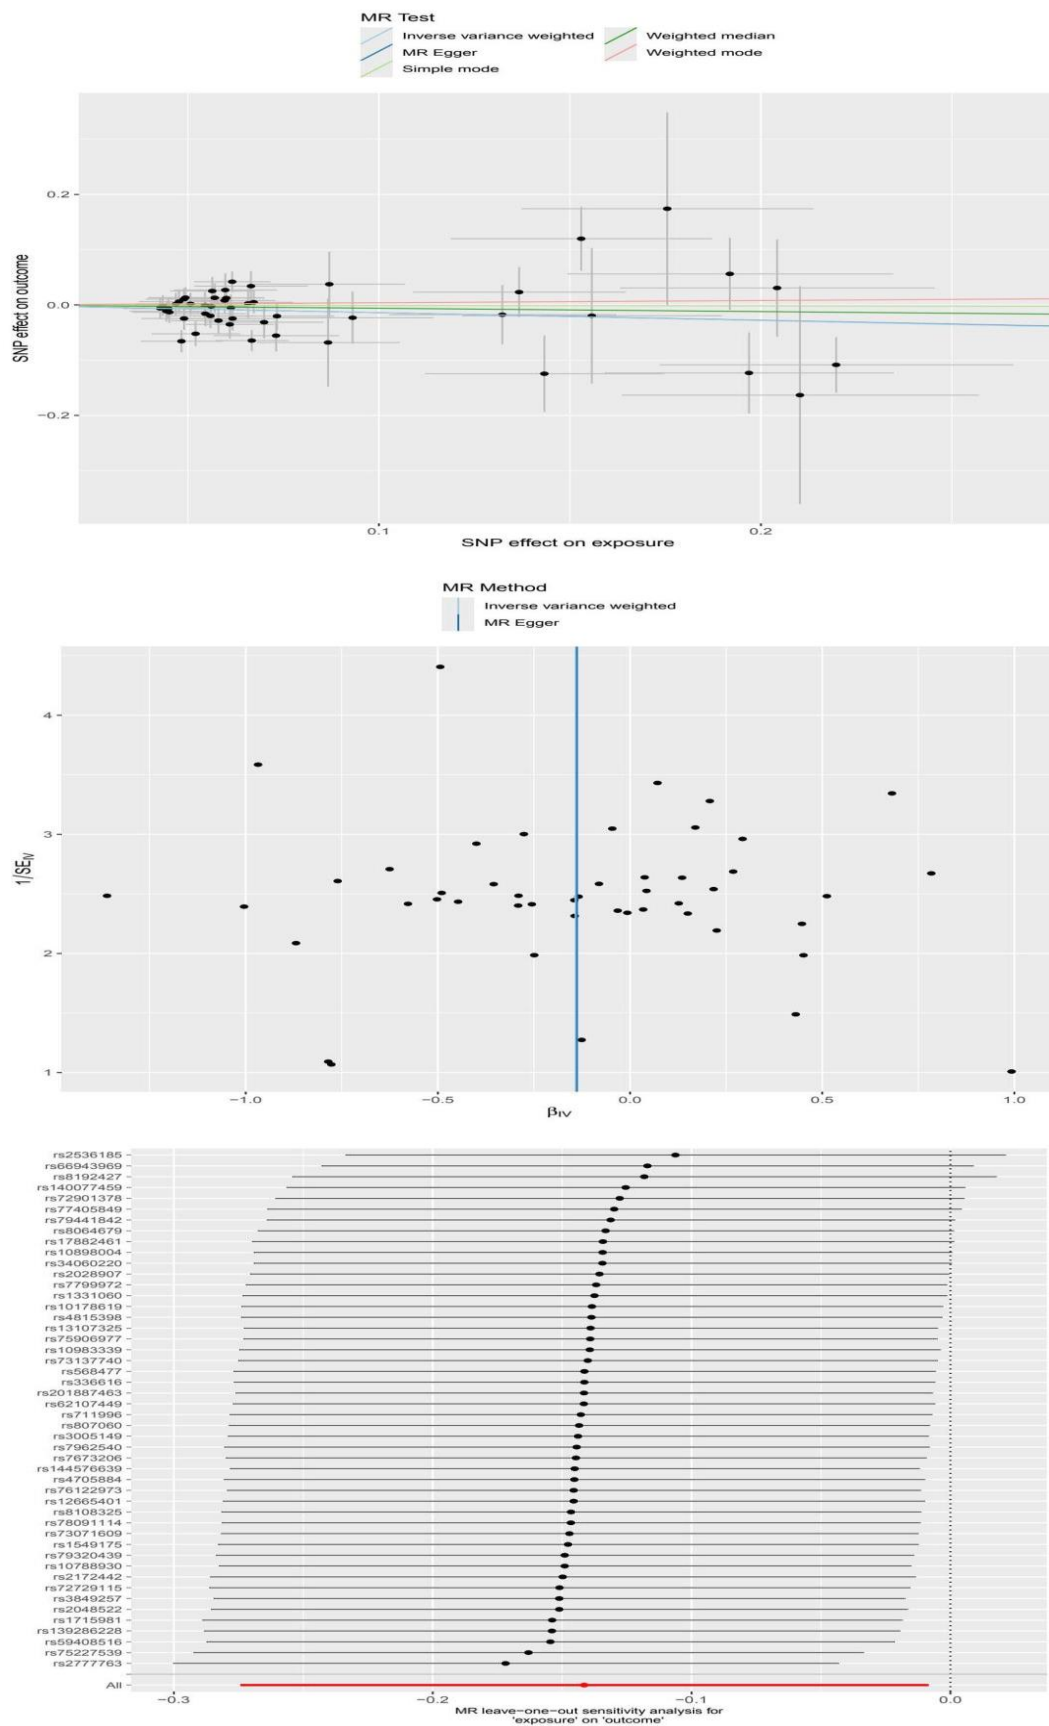 MR Test
Inverse variance weighted
Weighted median
MR Egger
Weighted mode
Simple mode
SNP effect on outcome
0.2
0.0
−0.2
0.1
0.2
SNP effect on exposure
MR Method
Inverse variance weighted
MR Egger
1/SE_IV
4
3
2
1
−1.0
−0.5
0.0
0.5
1.0
β_IV
rs2536185
rs66943969
rs8192427
rs140077459
rs72901378
rs77405849
rs79441842
rs8064679
rs17882461
rs10898004
rs34060220
rs2028907
rs7799972
rs1331060
rs10178619
rs4815398
rs13107325
rs75906977
rs10983339
rs73137740
rs568477
rs336616
rs201887463
rs62107449
rs711996
rs807060
rs3005149
rs7962540
rs7673206
rs144576639
rs4705884
rs76122973
rs12665401
rs8108325
rs78091114
rs73071609
rs1549175
rs79320439
rs10788930
rs2172442
rs72729115
rs3849257
rs2048522
rs1715981
rs139286228
rs59408516
rs75227539
rs2777763
All
−0.3
−0.2
−0.1
0.0
MR leave−one−out sensitivity analysis for
'exposure' on 'outcome'